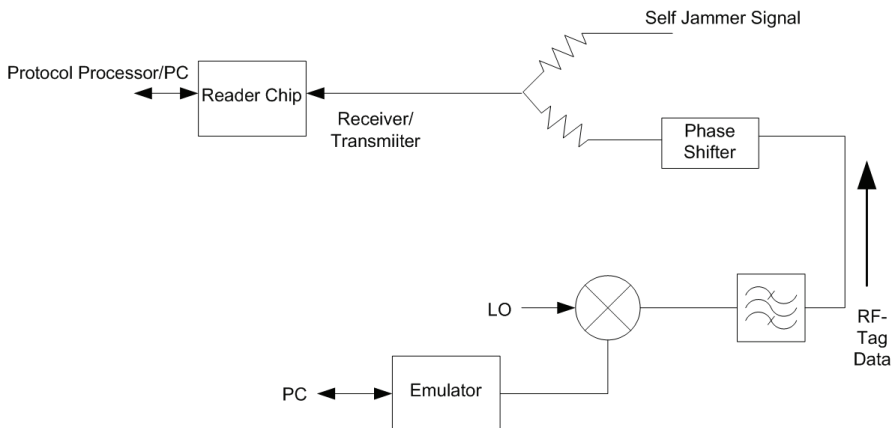 Self Jammer Signal
Protocol Processor/PC
Reader Chip
Receiver/
Transmiiter
Phase
Shifter
LO
RF-
Tag
Data
PC
Emulator